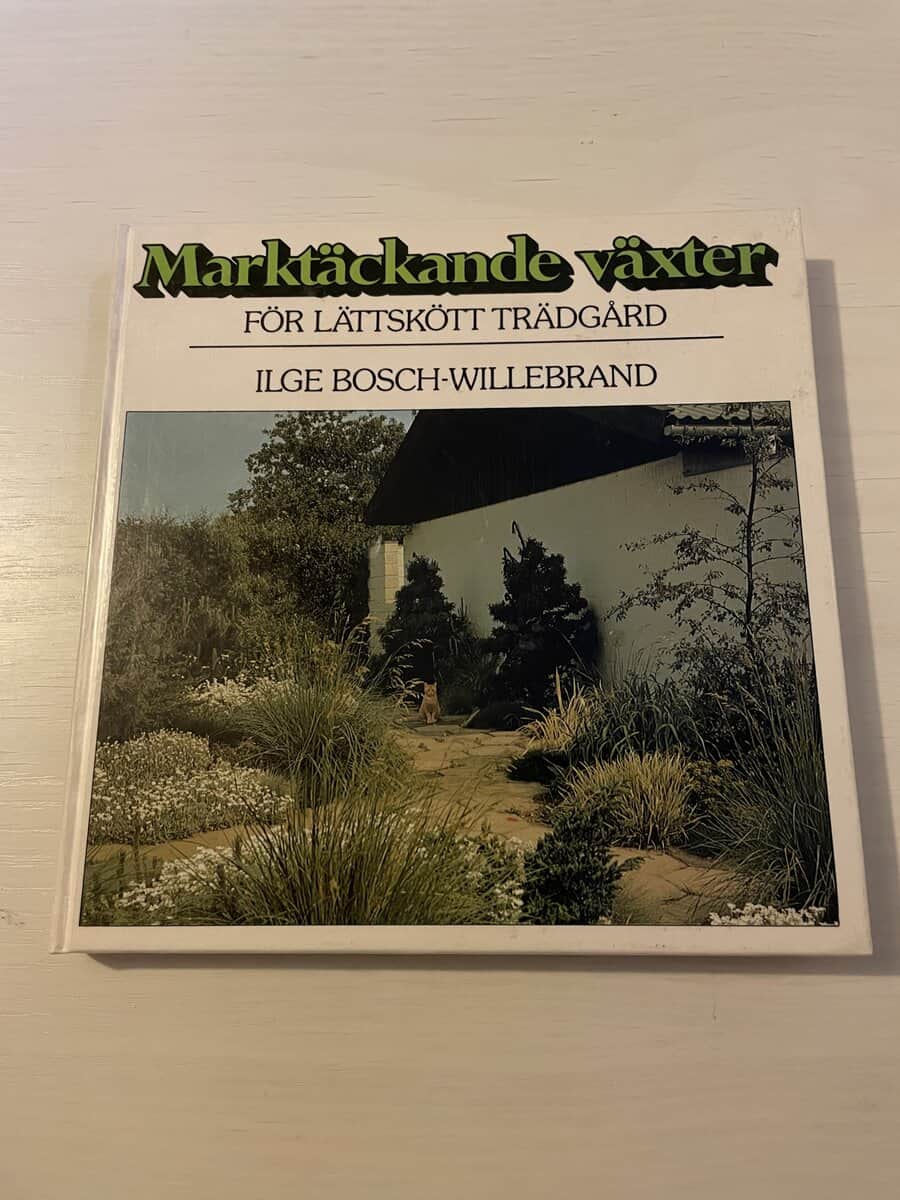 Marktäckande växter
FÖR LÄTTSKÖTT TRÄDGÅRD
ILGE BOSCH-WILLEBRAND